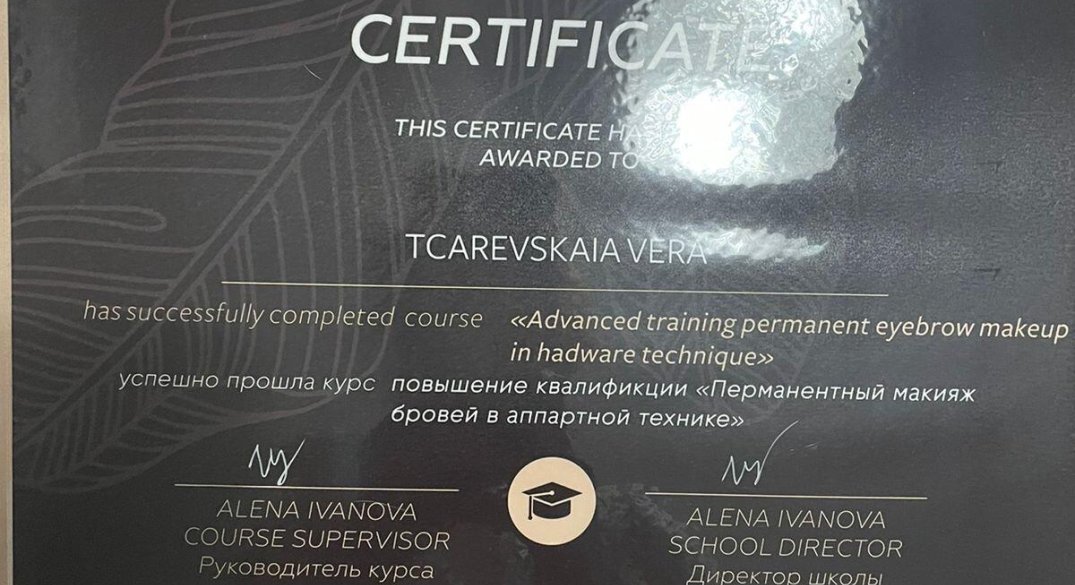 CERTIFICATE
THIS CERTIFICATE
AWARDED TO
TCAREVSKAIA VERA
has successfully completed course «Advanced training permanent eyebrow makeup
in hadware technique»
успешно прошла курс повышение квалификции «Перманентный макияж
бровей в аппартной технике»
ALENA IVANOVA
COURSE SUPERVISOR
Руководитель курса
ALENA IVANOVA
SCHOOL DIRECTOR
Директор школы